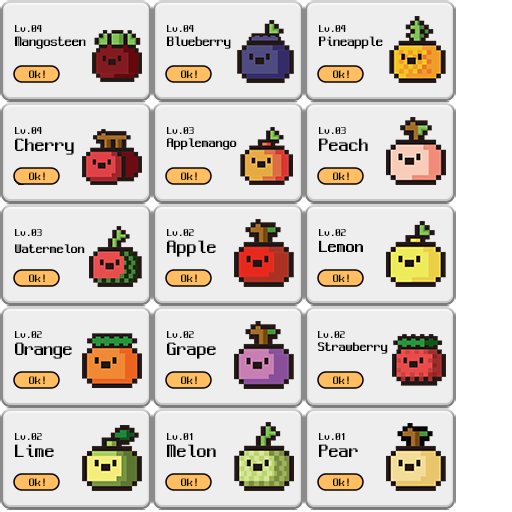 Lv.04
Mangosteen
Ok!
Lv.04
Blueberry
Ok!
Lv.04
Pineapple
Ok!
Lv.04
Cherry
Ok!
Lv.03
Applemango
Ok!
Lv.03
Peach
Ok!
Lv.03
Watermelon
Ok!
Lv.02
Apple
Ok!
Lv.02
Lemon
Ok!
Lv.02
Orange
Ok!
Lv.02
Grape
Ok!
Lv.02
Strawberry
Ok!
Lv.02
Lime
Ok!
Lv.01
Melon
Ok!
Lv.01
Pear
Ok!